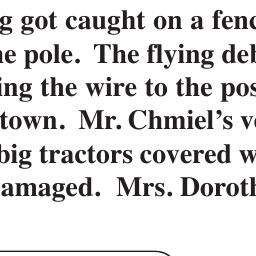 g got caught on a fenc
e pole. The flying deb
ing the wire to the pos
town. Mr. Chmiel's v
big tractors covered w
amaged. Mrs. Doroth